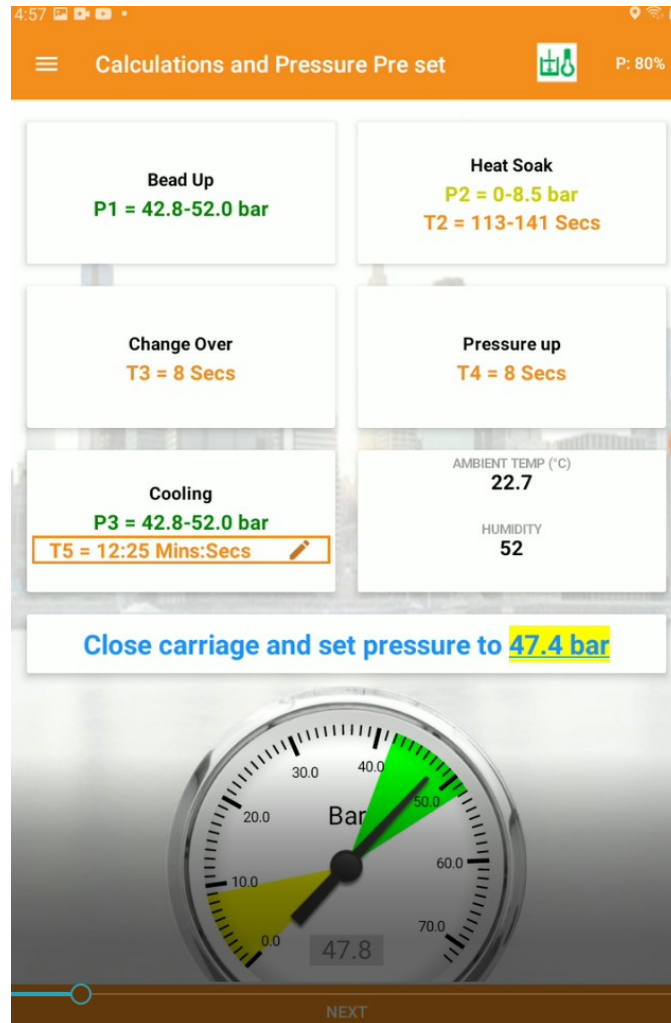 4:57
Calculations and Pressure Pre set
P: 80%
Bead Up
P1 = 42.8-52.0 bar
Heat Soak
P2 = 0-8.5 bar
T2 = 113-141 Secs
Change Over
T3 = 8 Secs
Pressure up
T4 = 8 Secs
Cooling
P3 = 42.8-52.0 bar
T5 = 12:25 Mins:Secs
AMBIENT TEMP (°C)
22.7
HUMIDITY
52
Close carriage and set pressure to 47.4 bar
30.0
40.0
20.0
Bar
50.0
10.0
60.0
0.0
70.0
47.8
NEXT